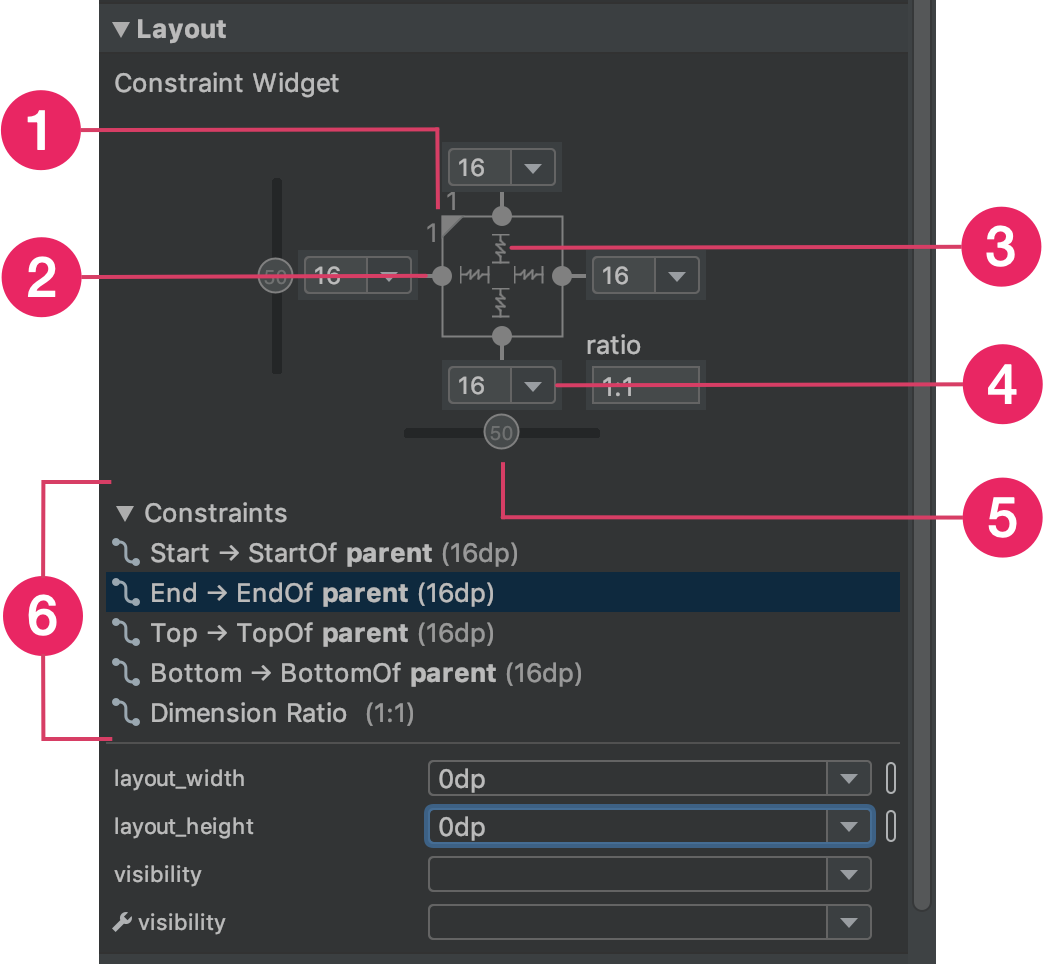 Layout
Constraint Widget
1
16
1
1
3
2
50
16
16
ratio
16
1:1
4
50
5
Constraints
Start → StartOf parent (16dp)
End → EndOf parent (16dp)
6
Top → TopOf parent (16dp)
Bottom → BottomOf parent (16dp)
Dimension Ratio (1:1)
layout_width 0dp
layout_height 0dp
visibility
visibility